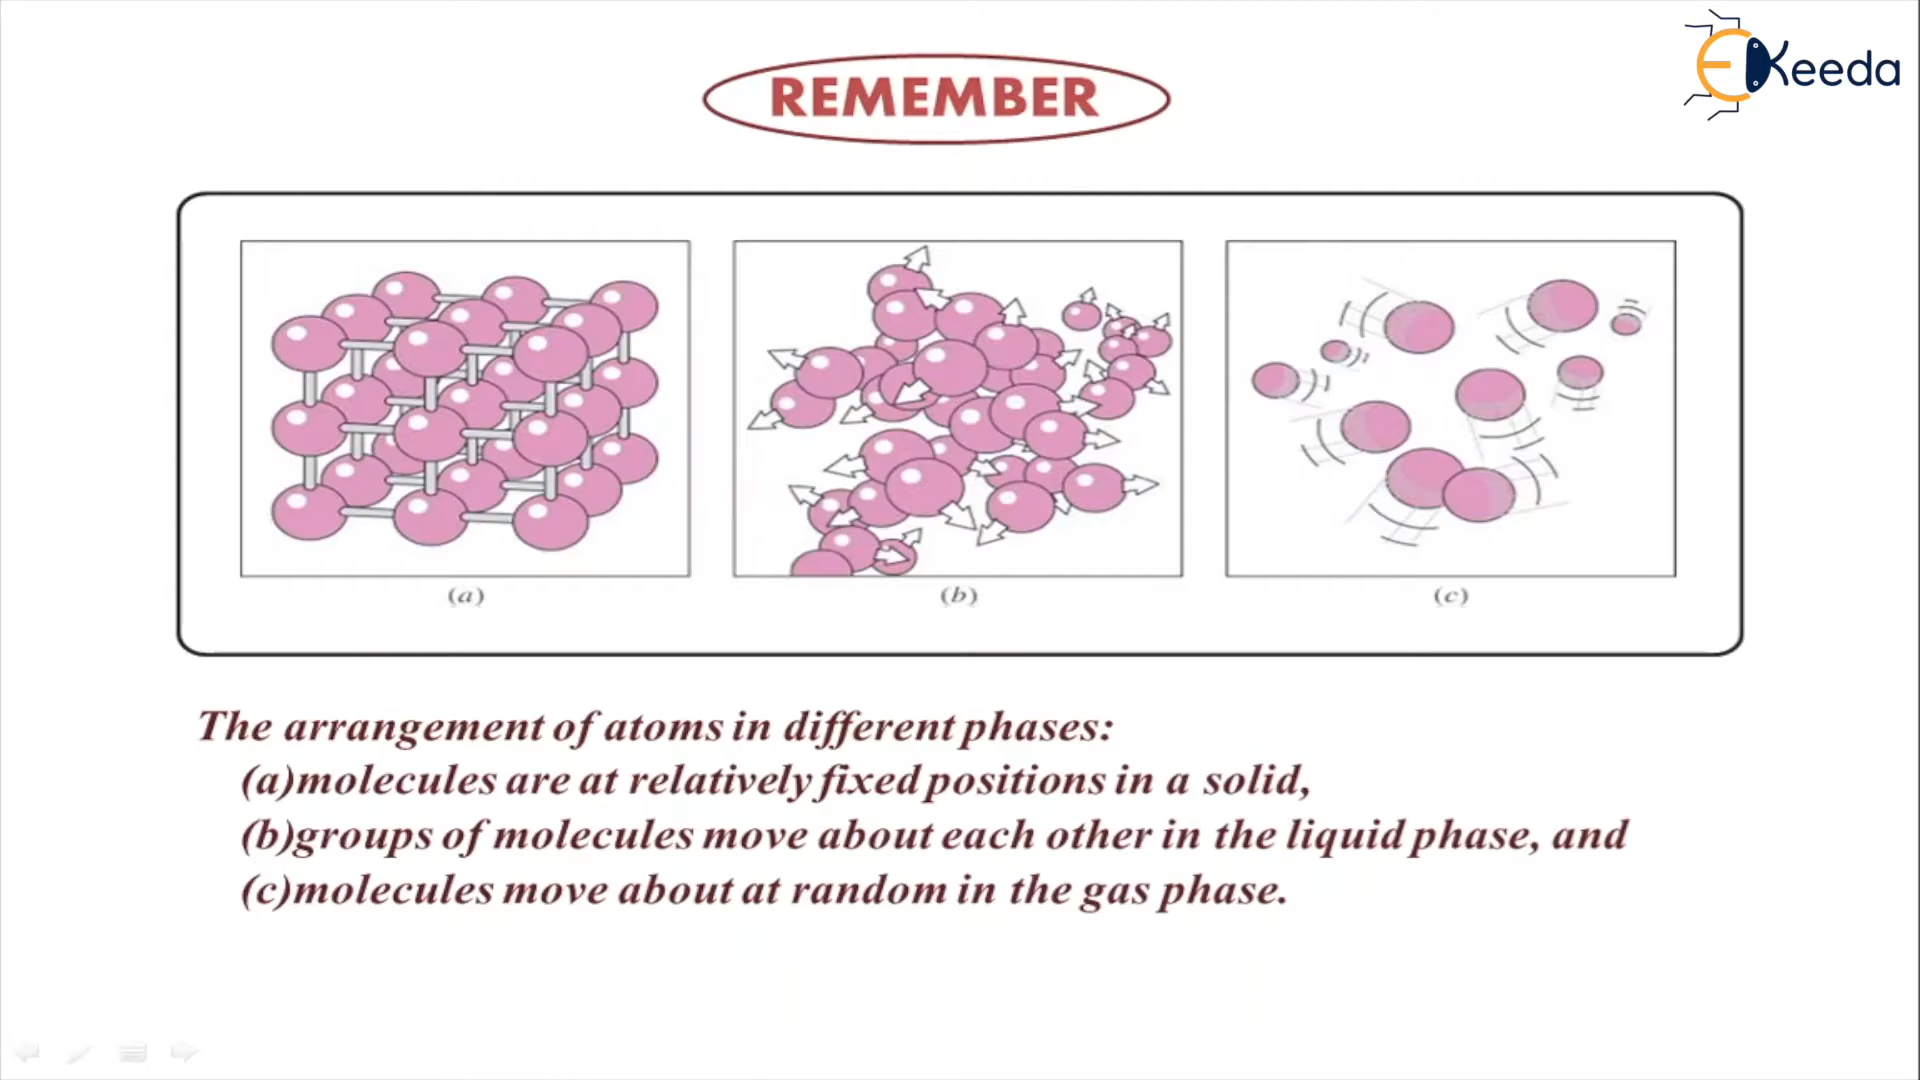 EKeeda
REMEMBER
(a) (b) (c)
The arrangement of atoms in different phases:
(a)molecules are at relatively fixed positions in a solid,
(b)groups of molecules move about each other in the liquid phase, and
(c)molecules move about at random in the gas phase.